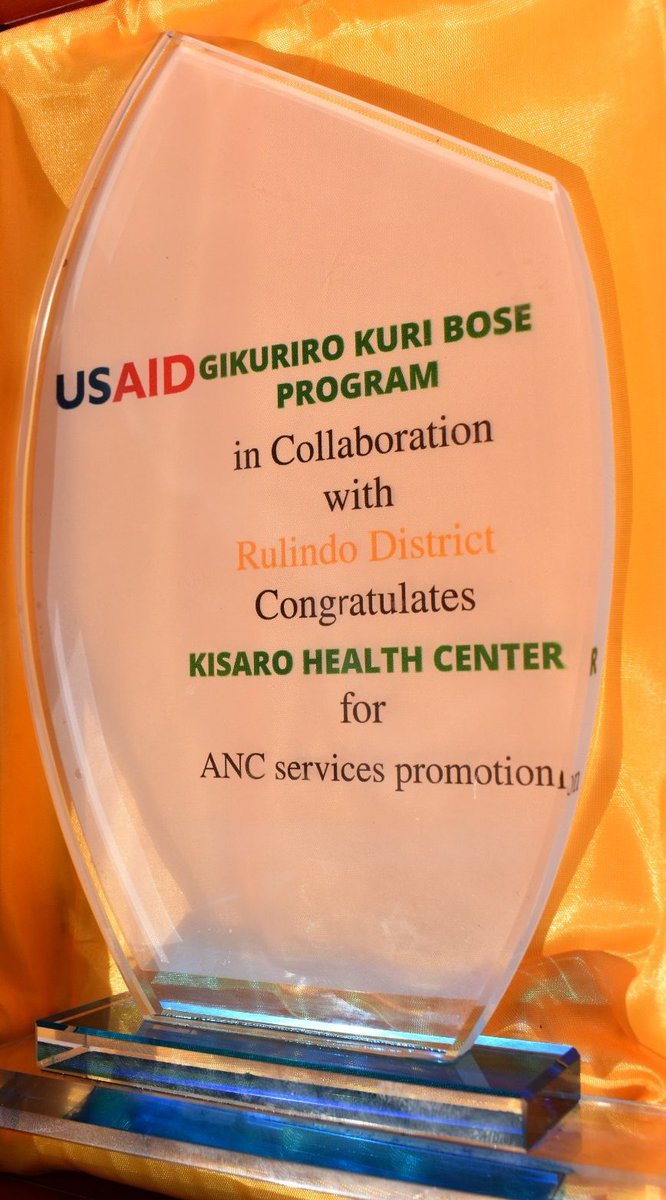 USAID GIKURIRO KURI BOSE
PROGRAM
in Collaboration
with
Rulindo District
Congratulates
KISARO HEALTH CENTER
for
ANC services promotion